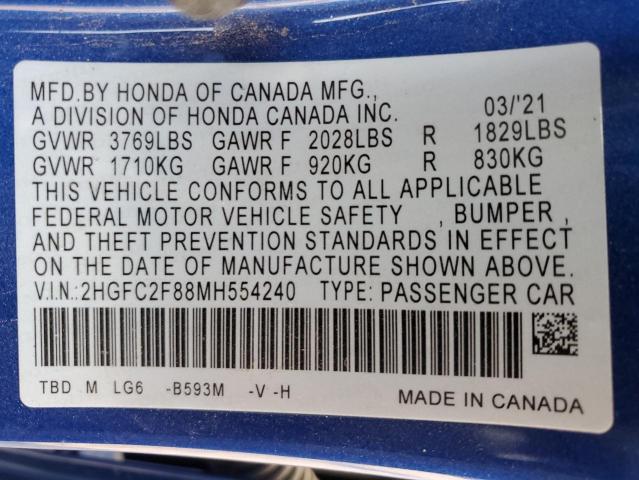 MFD.BY HONDA OF CANADA MFG.,
A DIVISION OF HONDA CANADA INC. 03/'21
GVWR 3769LBS GAWR F 2028LBS R 1829LBS
GVWR 1710KG GAWR F 920KG R 830KG
THIS VEHICLE CONFORMS TO ALL APPLICABLE
FEDERAL MOTOR VEHICLE SAFETY , BUMPER ,
AND THEFT PREVENTION STANDARDS IN EFFECT
ON THE DATE OF MANUFACTURE SHOWN ABOVE.
V.I.N.:2HGFC2F88MH554240 TYPE: PASSENGER CAR
TBD M LG6 -B593M -V -H MADE IN CANADA